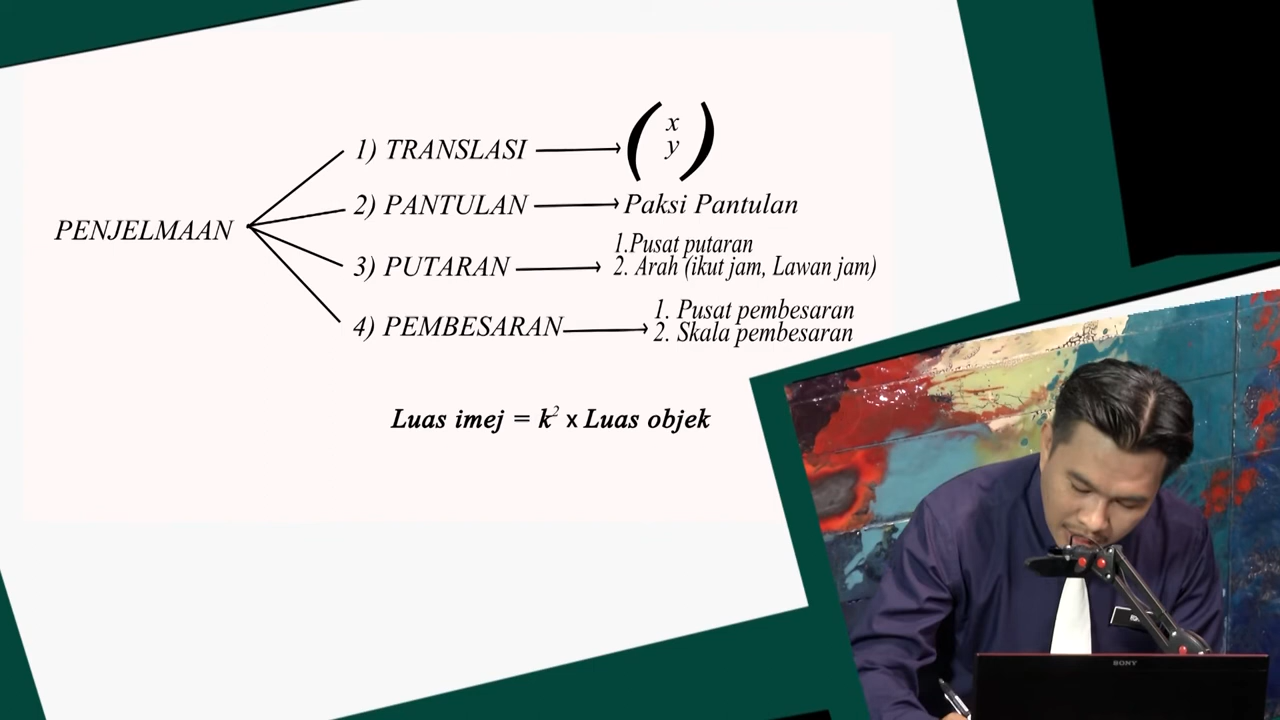 PENJELMAAN
1) TRANSLASI
( x
y )
2) PANTULAN
Paksi Pantulan
3) PUTARAN
1.Pusat putaran
2. Arah (ikut jam, Lawan jam)
4) PEMBESARAN
1. Pusat pembesaran
2. Skala pembesaran
Luas imej = k² x Luas objek
SONY